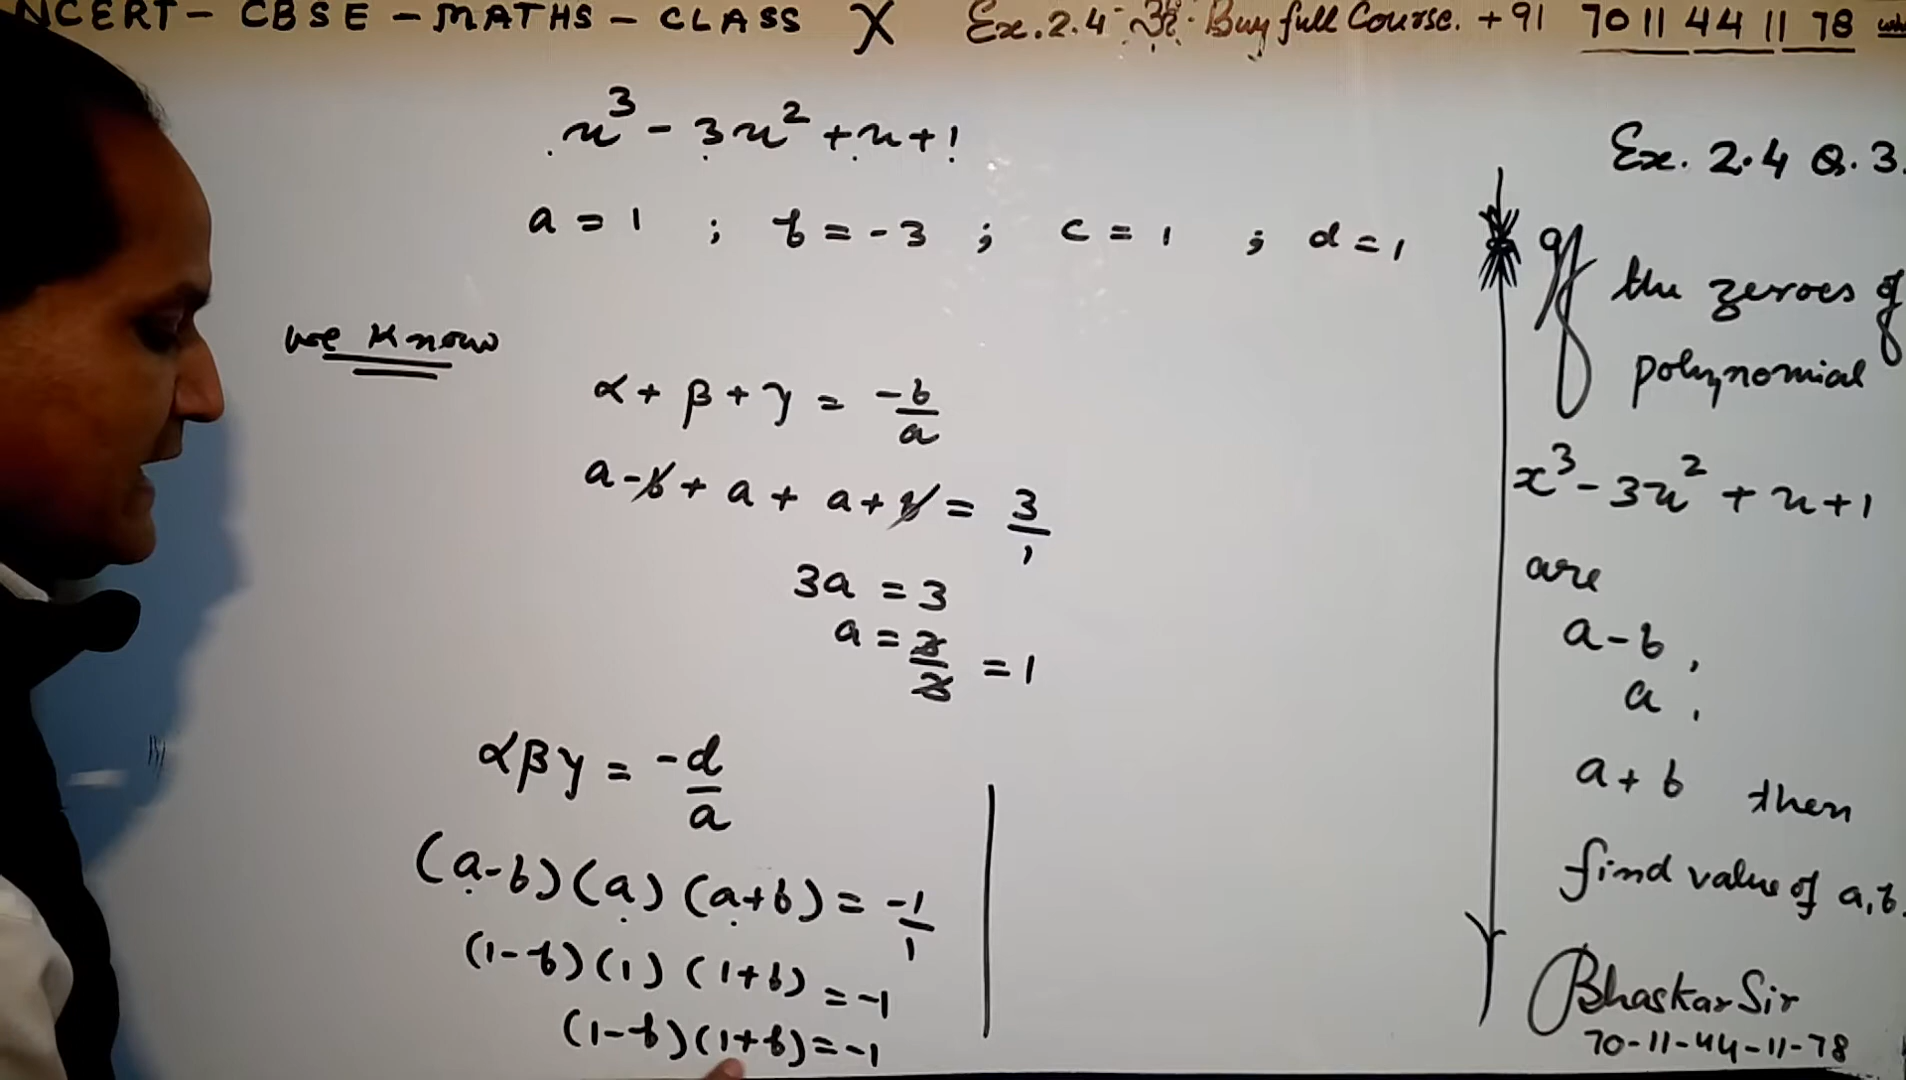 NCERT - CBSE - MATHS - CLASS X Ex. 2.4 Buy full Course. +91 70 11 44 11 78
x³ - 3x² + x + 1
a = 1 ; b = -3 ; c = 1 ; d = 1
we know
α + β + γ = -b/a
a - b + a + a + b = 3/1
3a = 3
a = 3/3 = 1
αβγ = -d/a
(a-b)(a)(a+b) = -1/1
(1-b)(1)(1+b) = -1
(1-b)(1+b) = -1
Ex. 2.4 Q.3.
If the zeroes of
polynomial
x³ - 3x² + x + 1
are
a - b,
a,
a + b then
find value of a, b.
Bhaskar Sir
70-11-44-11-78